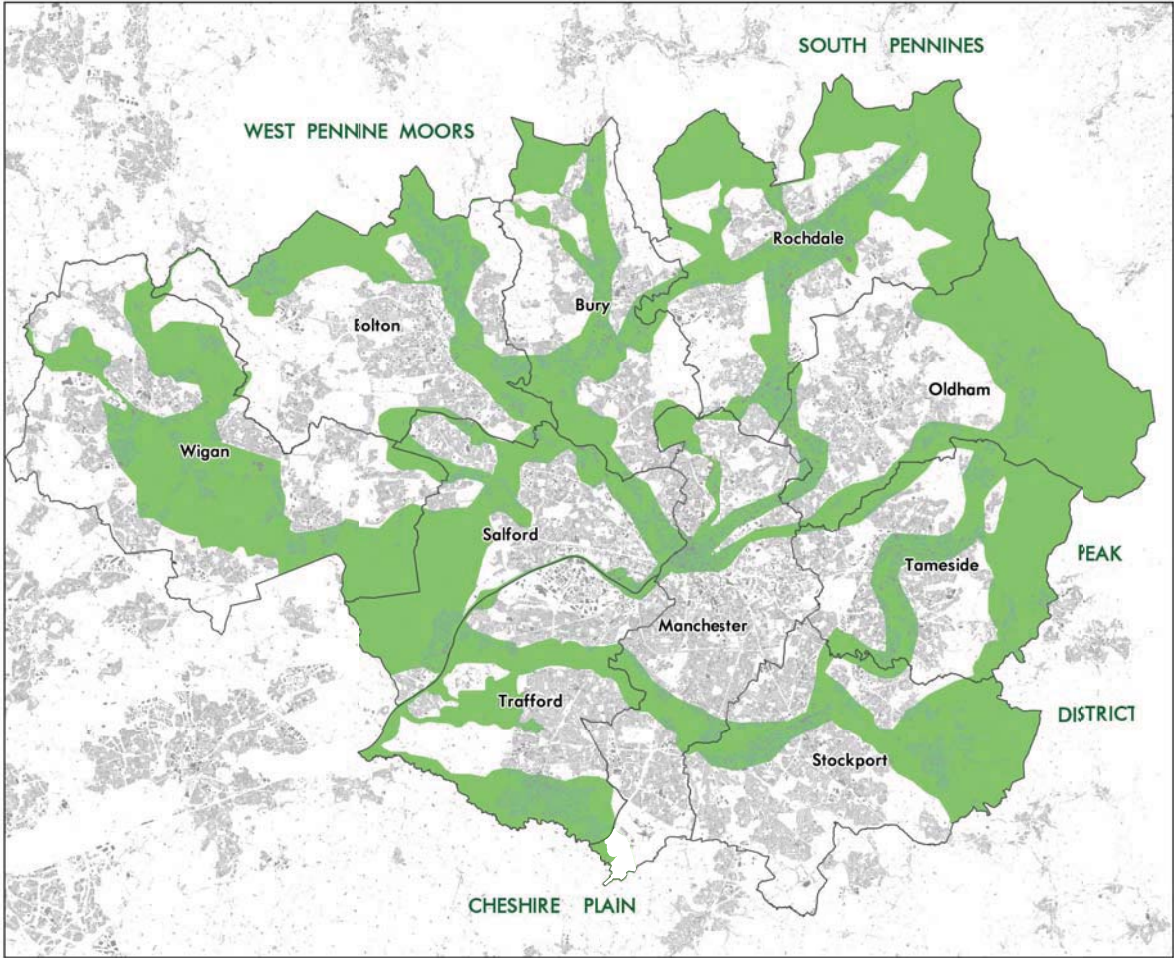 SOUTH PENNINES
WEST PENNINE MOORS
Rochdale
Bury
Bolton
Oldham
Wigan
Salford
PEAK
Tameside
Manchester
Trafford
DISTRICT
Stockport
CHESHIRE PLAIN